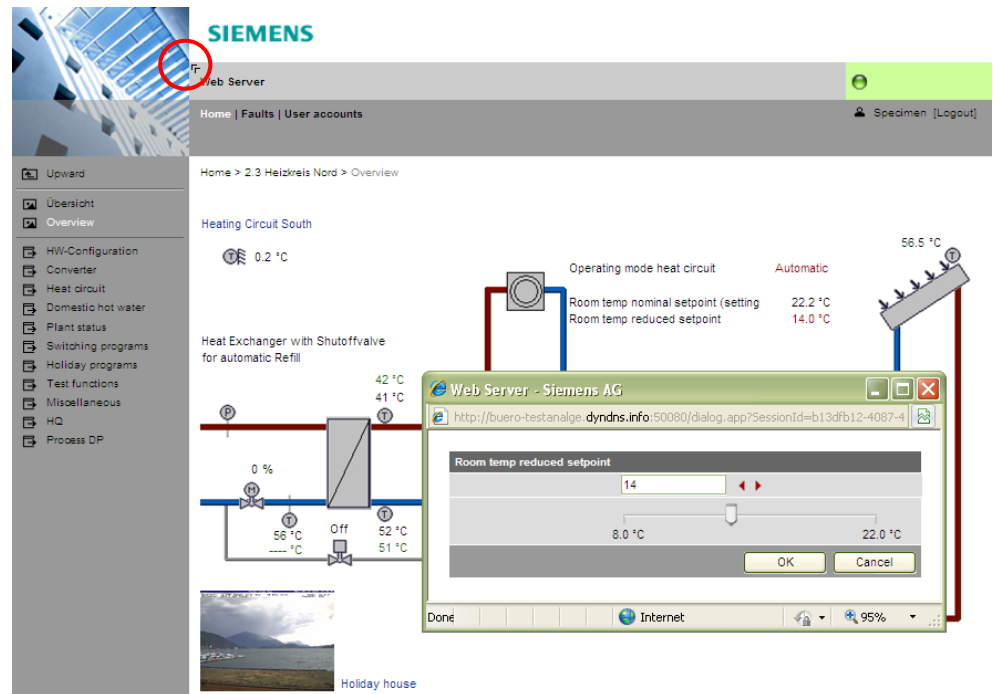 SIEMENS
Web Server
Home | Faults | User accounts
Specimen [Logout]
Upward
Übersicht
Overview
HW-Configuration
Converter
Heat circuit
Domestic hot water
Plant status
Switching programs
Holiday programs
Test functions
Miscellaneous
HQ
Process DP
Home > 2.3 Heizkreis Nord > Overview
Heating Circuit South
T
0.2 °C
56.5 °C
T
Operating mode heat circuit Automatic
Room temp nominal setpoint (setting 22.2 °C
Room temp reduced setpoint 14.0 °C
Heat Exchanger with Shutoffvalve
for automatic Refill
42 °C
41 °C
P
T
0 %
M
T
T
56 °C
Off
52 °C
---- °C
51 °C
Holiday house
Web Server - Siemens AG
http://buero-testanalge.dyndns.info:50080/dialog.app?SessionId=b13dfb12-4087-4
Room temp reduced setpoint
14
8.0 °C 22.0 °C
OK Cancel
Done Internet 95%